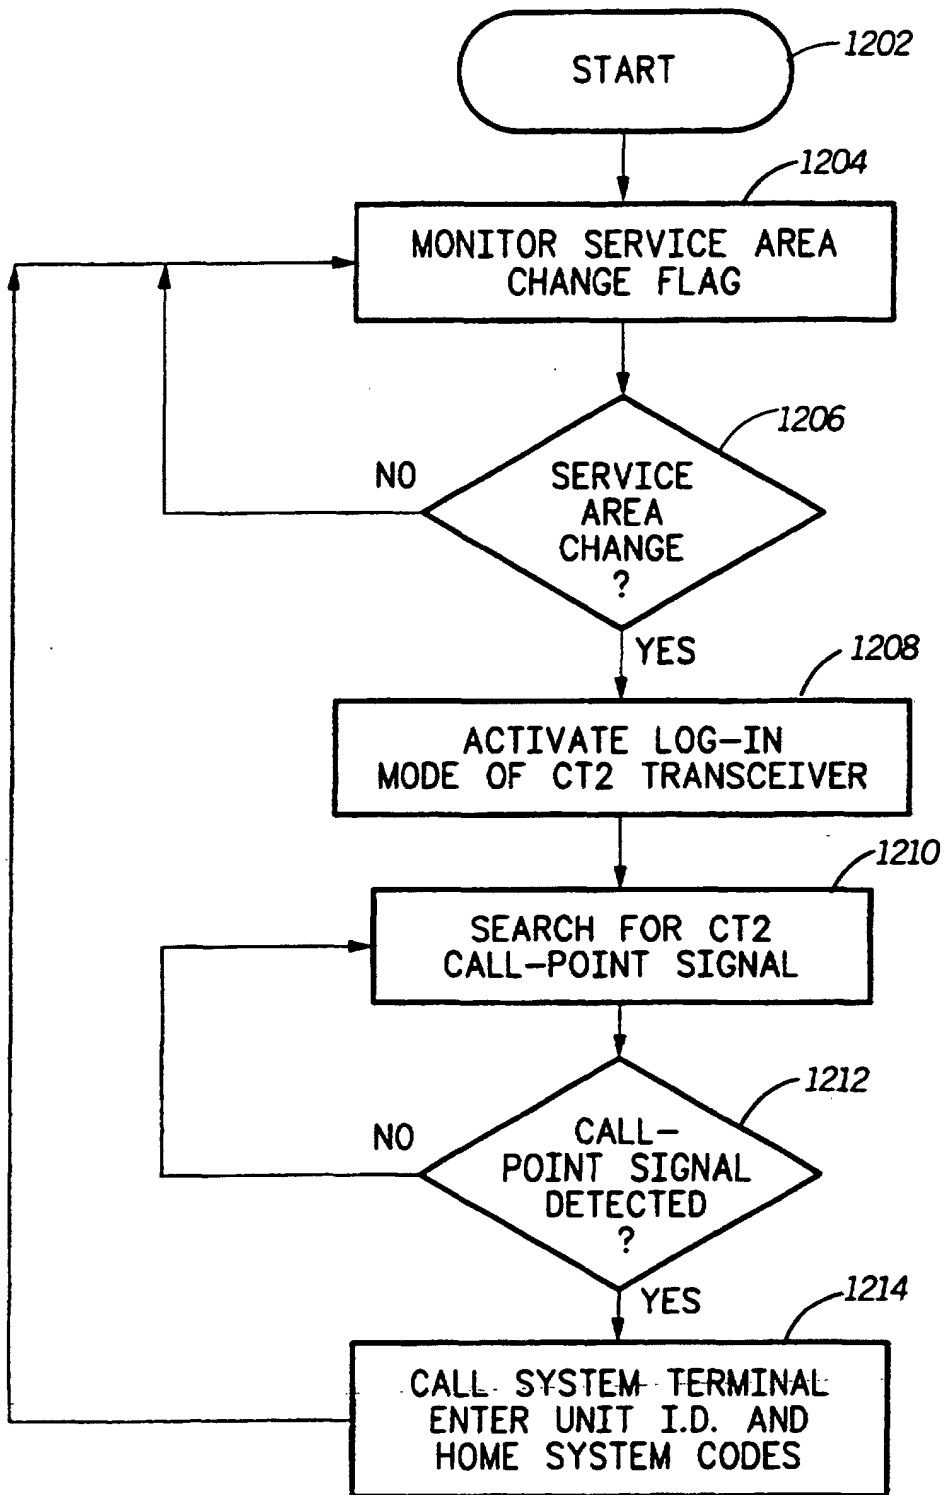 START
1202
1204
MONITOR SERVICE AREA
CHANGE FLAG
1206
NO
SERVICE
AREA
CHANGE
?
YES
1208
ACTIVATE LOG-IN
MODE OF CT2 TRANSCEIVER
1210
SEARCH FOR CT2
CALL-POINT SIGNAL
1212
NO
CALL-
POINT SIGNAL
DETECTED
?
YES
1214
CALL SYSTEM TERMINAL
ENTER UNIT I.D. AND
HOME SYSTEM CODES